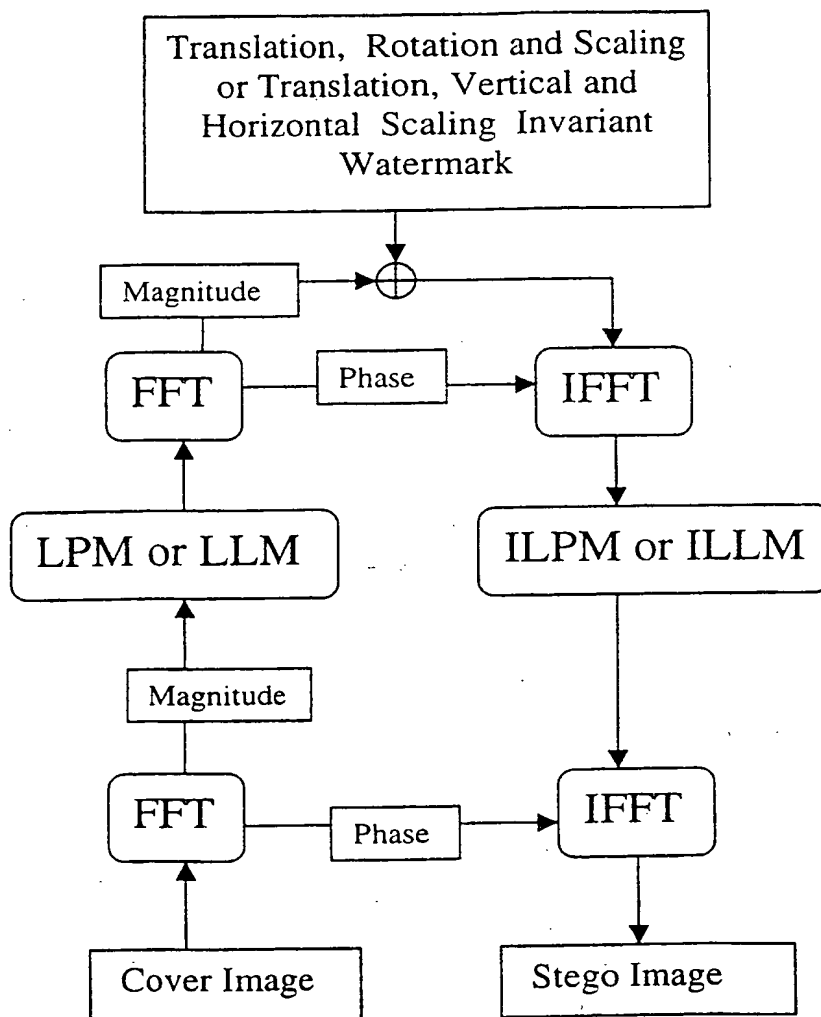 Translation, Rotation and Scaling
or Translation, Vertical and
Horizontal Scaling Invariant
Watermark
Magnitude
FFT
Phase
IFFT
LPM or LLM
ILPM or ILLM
Magnitude
FFT
Phase
IFFT
Cover Image
Stego Image